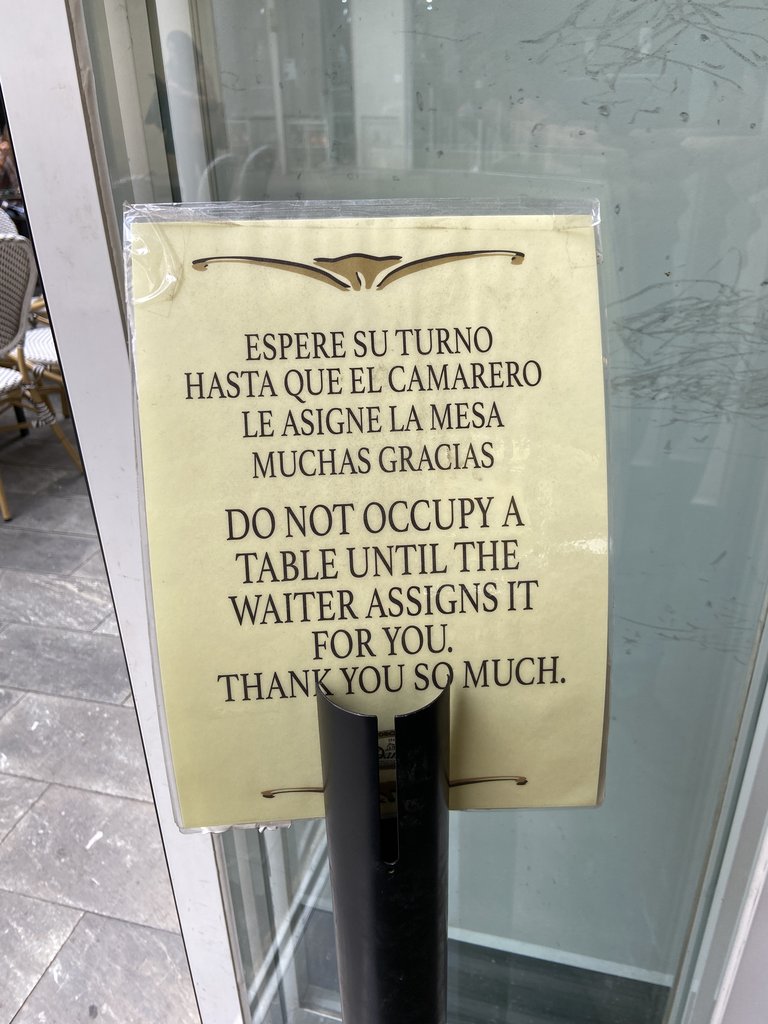 ESPERE SU TURNO
HASTA QUE EL CAMARERO
LE ASIGNE LA MESA
MUCHAS GRACIAS
DO NOT OCCUPY A
TABLE UNTIL THE
WAITER ASSIGNS IT
FOR YOU.
THANK YOU SO MUCH.